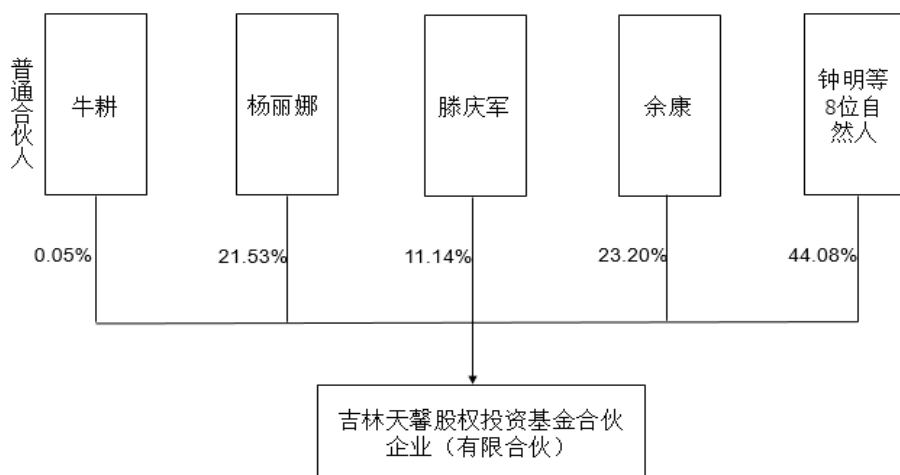 普通合伙人
牛耕
杨丽娜
滕庆军
余康
钟明等
8位自
然人
0.05%
21.53%
11.14%
23.20%
44.08%
吉林天馨股权投资基金合伙
企业（有限合伙）